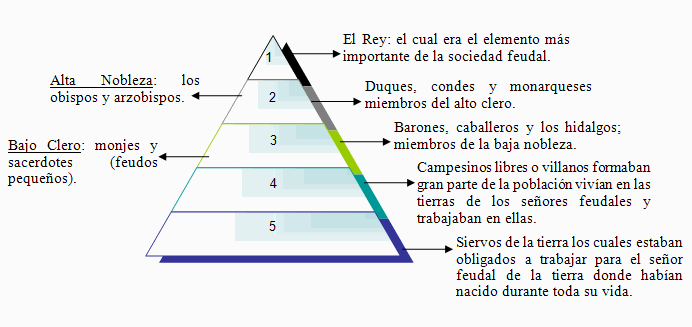 El Rey: el cual era el elemento más
importante de la sociedad feudal.
1
Alta Nobleza: los
obispos y arzobispos.
2
Duques, condes y monarqueses
miembros del alto clero.
Bajo Clero: monjes y
sacerdotes (feudos
pequeños).
3
Barones, caballeros y los hidalgos;
miembros de la baja nobleza.
4
Campesinos libres o villanos formaban
gran parte de la población vivían en las
tierras de los señores feudales y
trabajaban en ellas.
5
Siervos de la tierra los cuales estaban
obligados a trabajar para el señor
feudal de la tierra donde habían
nacido durante toda su vida.